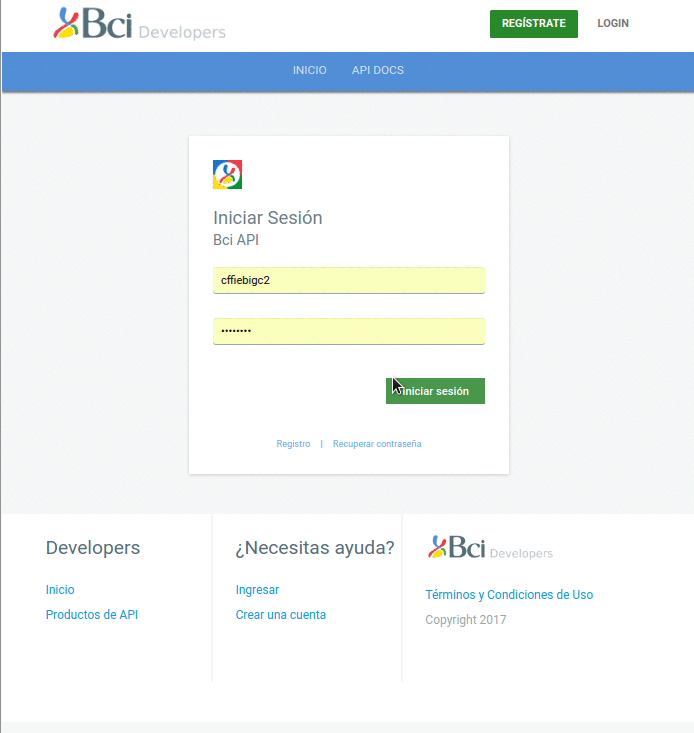 Bci Developers
REGÍSTRATE LOGIN
INICIO API DOCS
Iniciar Sesión
Bci API
cffiebigc2
••••••••
Iniciar sesión
Registro | Recuperar contraseña
Developers
Inicio
Productos de API
¿Necesitas ayuda?
Ingresar
Crear una cuenta
Bci Developers
Términos y Condiciones de Uso
Copyright 2017